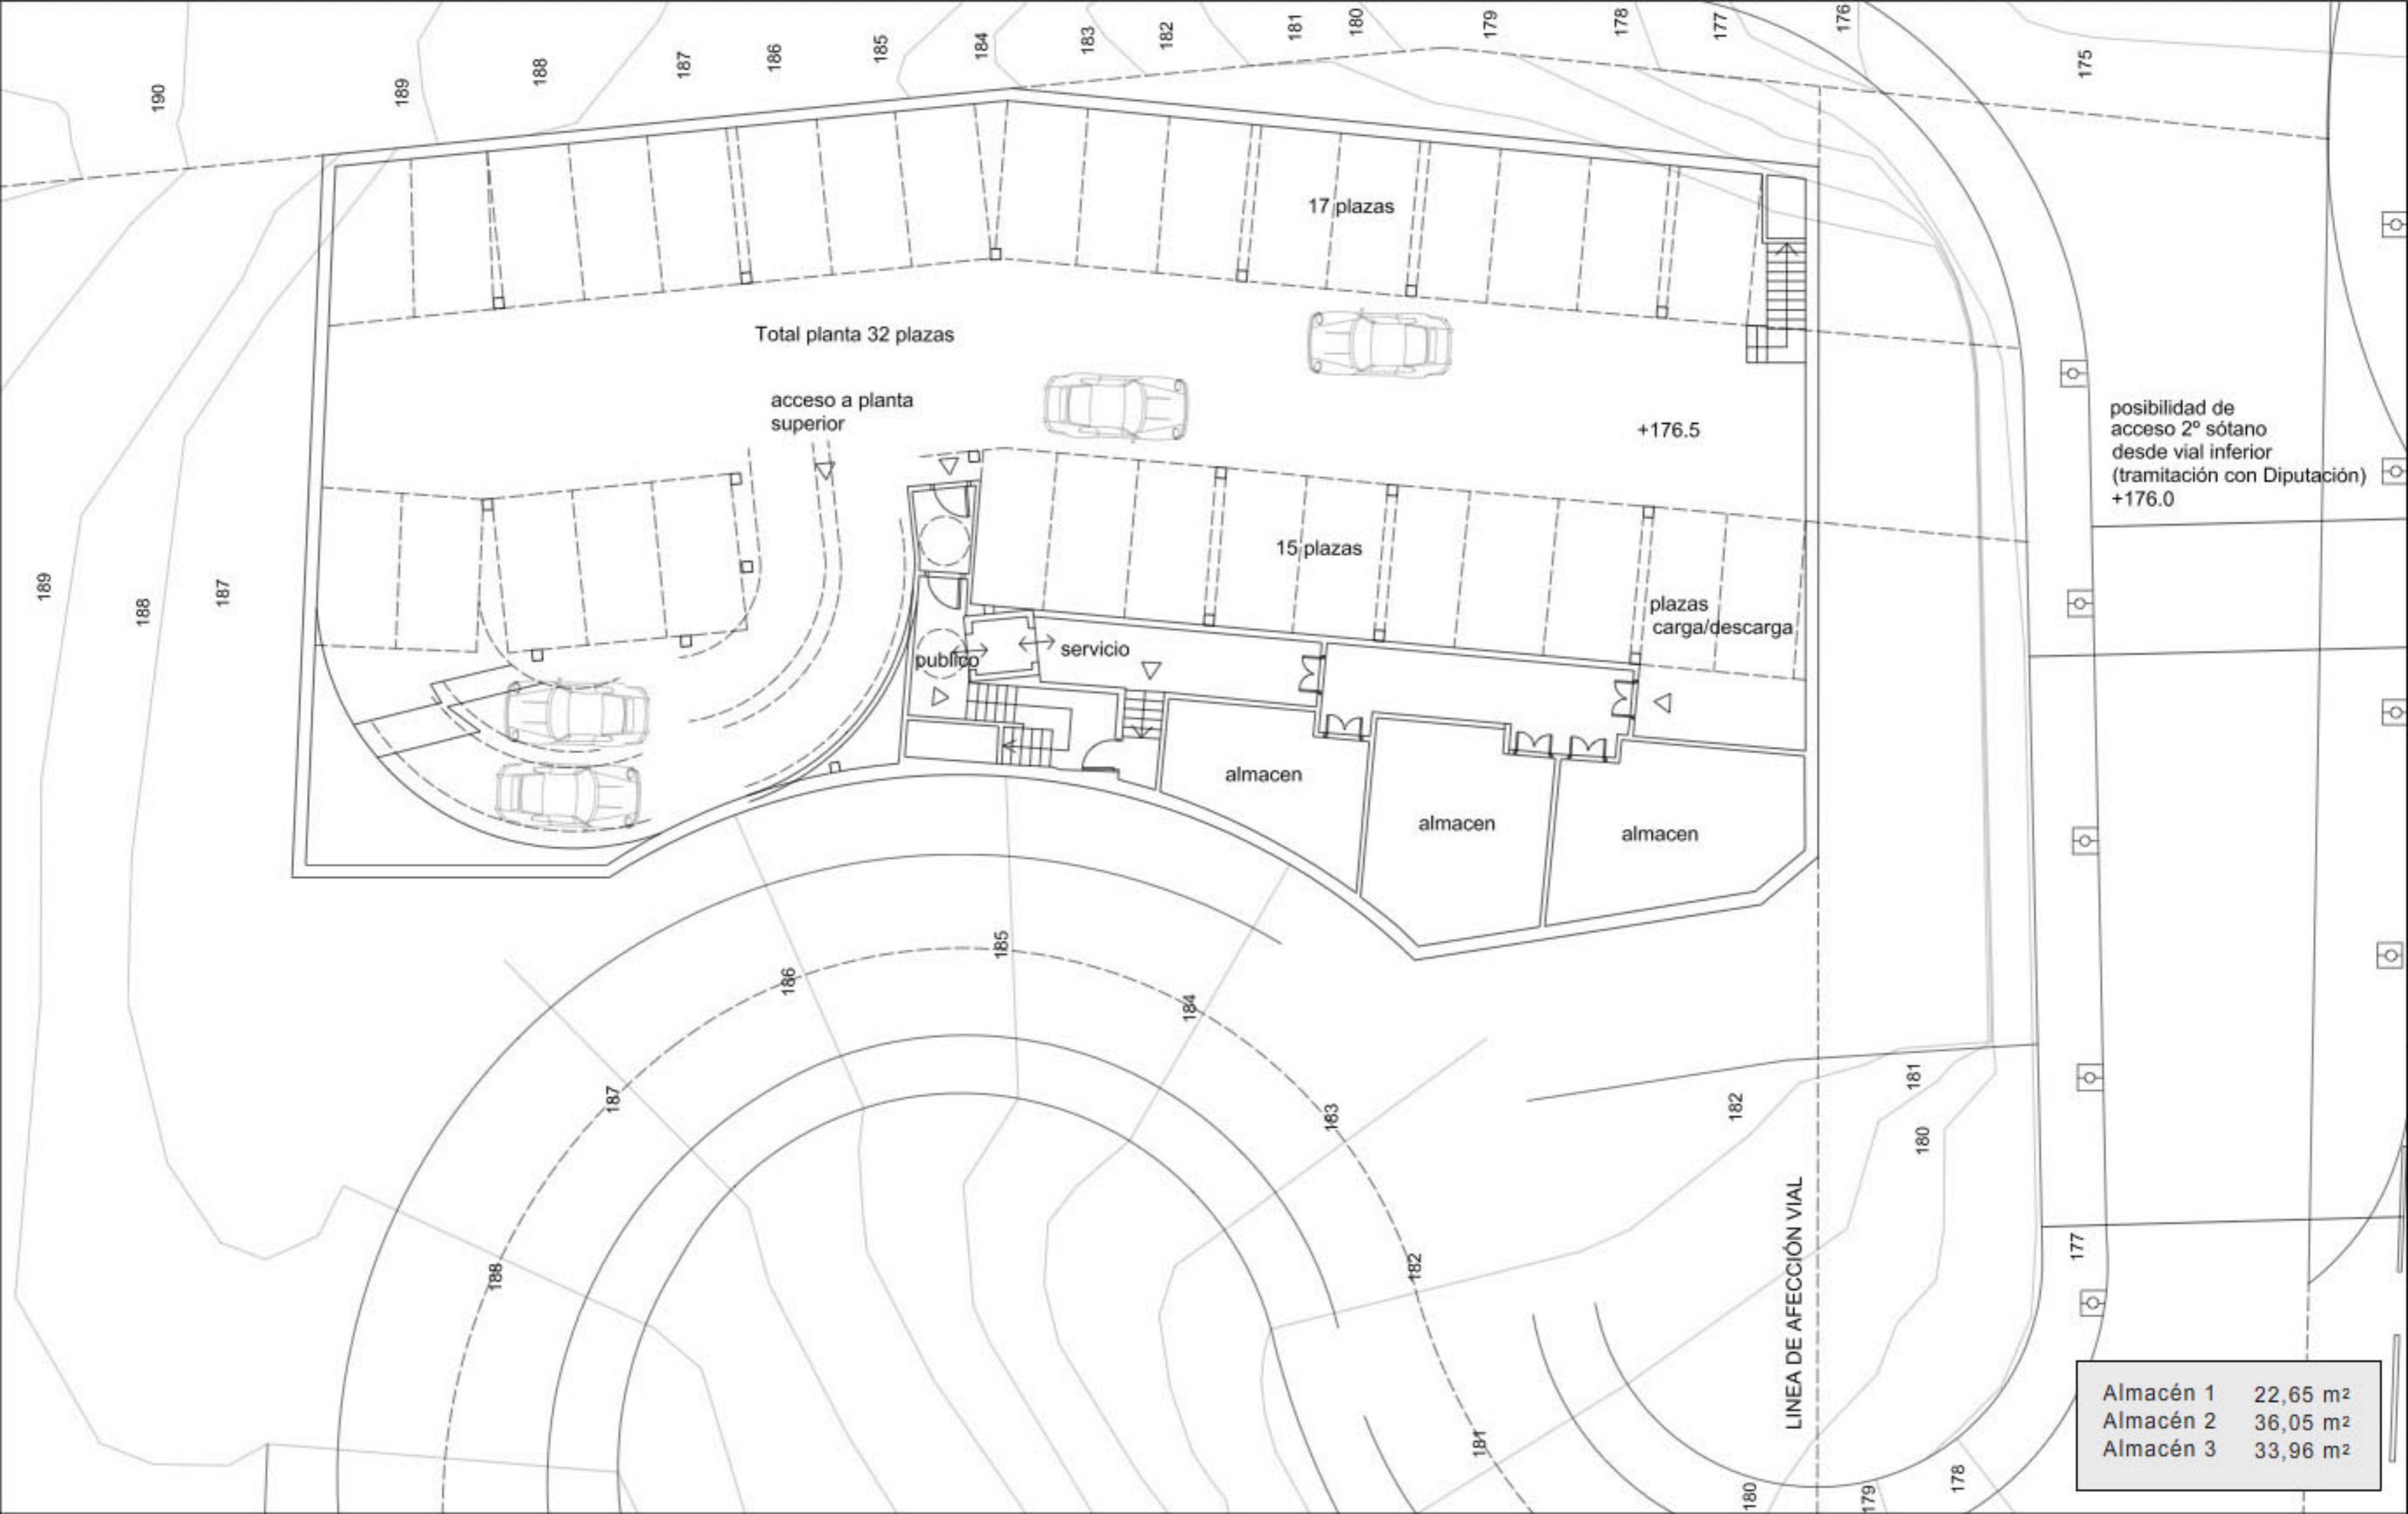 190
189
188
187
186
185
184
183
182
181
180
179
178
177
176
175
17 plazas
Total planta 32 plazas
acceso a planta
superior
+176.5
posibilidad de
acceso 2º sótano
desde vial inferior
(tramitación con Diputación)
+176.0
15 plazas
plazas
carga/descarga
189
188
187
publico
servicio
almacen
almacen
almacen
185
186
184
187
183
188
182
181
182
181
180
LINEA DE AFECCIÓN VIAL
177
180
179
178
Almacén 1 22,65 m²
Almacén 2 36,05 m²
Almacén 3 33,96 m²